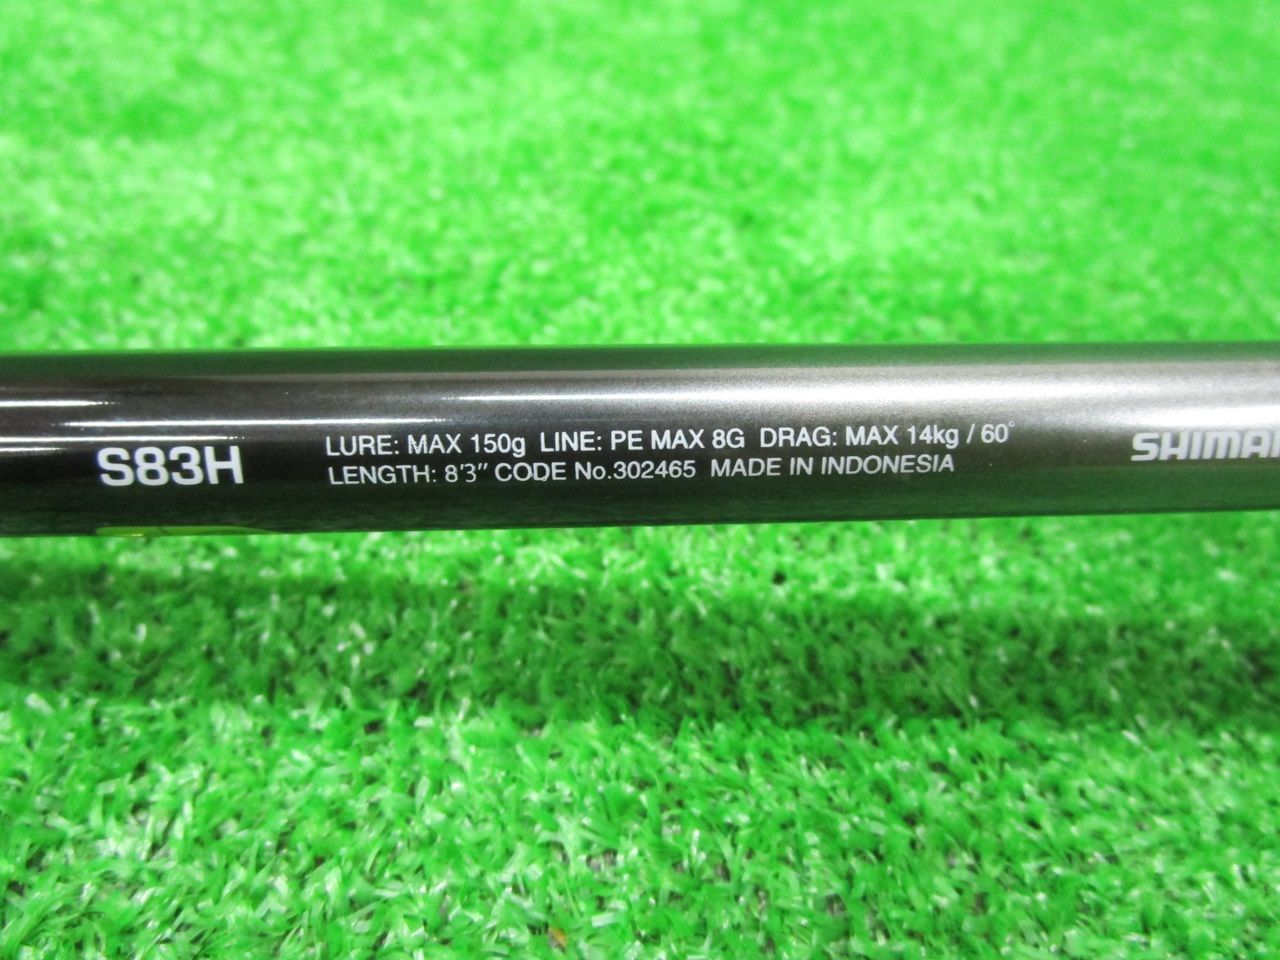 S83H
LURE: MAX 150g LINE: PE MAX 8G DRAG: MAX 14kg / 60°
LENGTH: 8'3" CODE No.302465 MADE IN INDONESIA